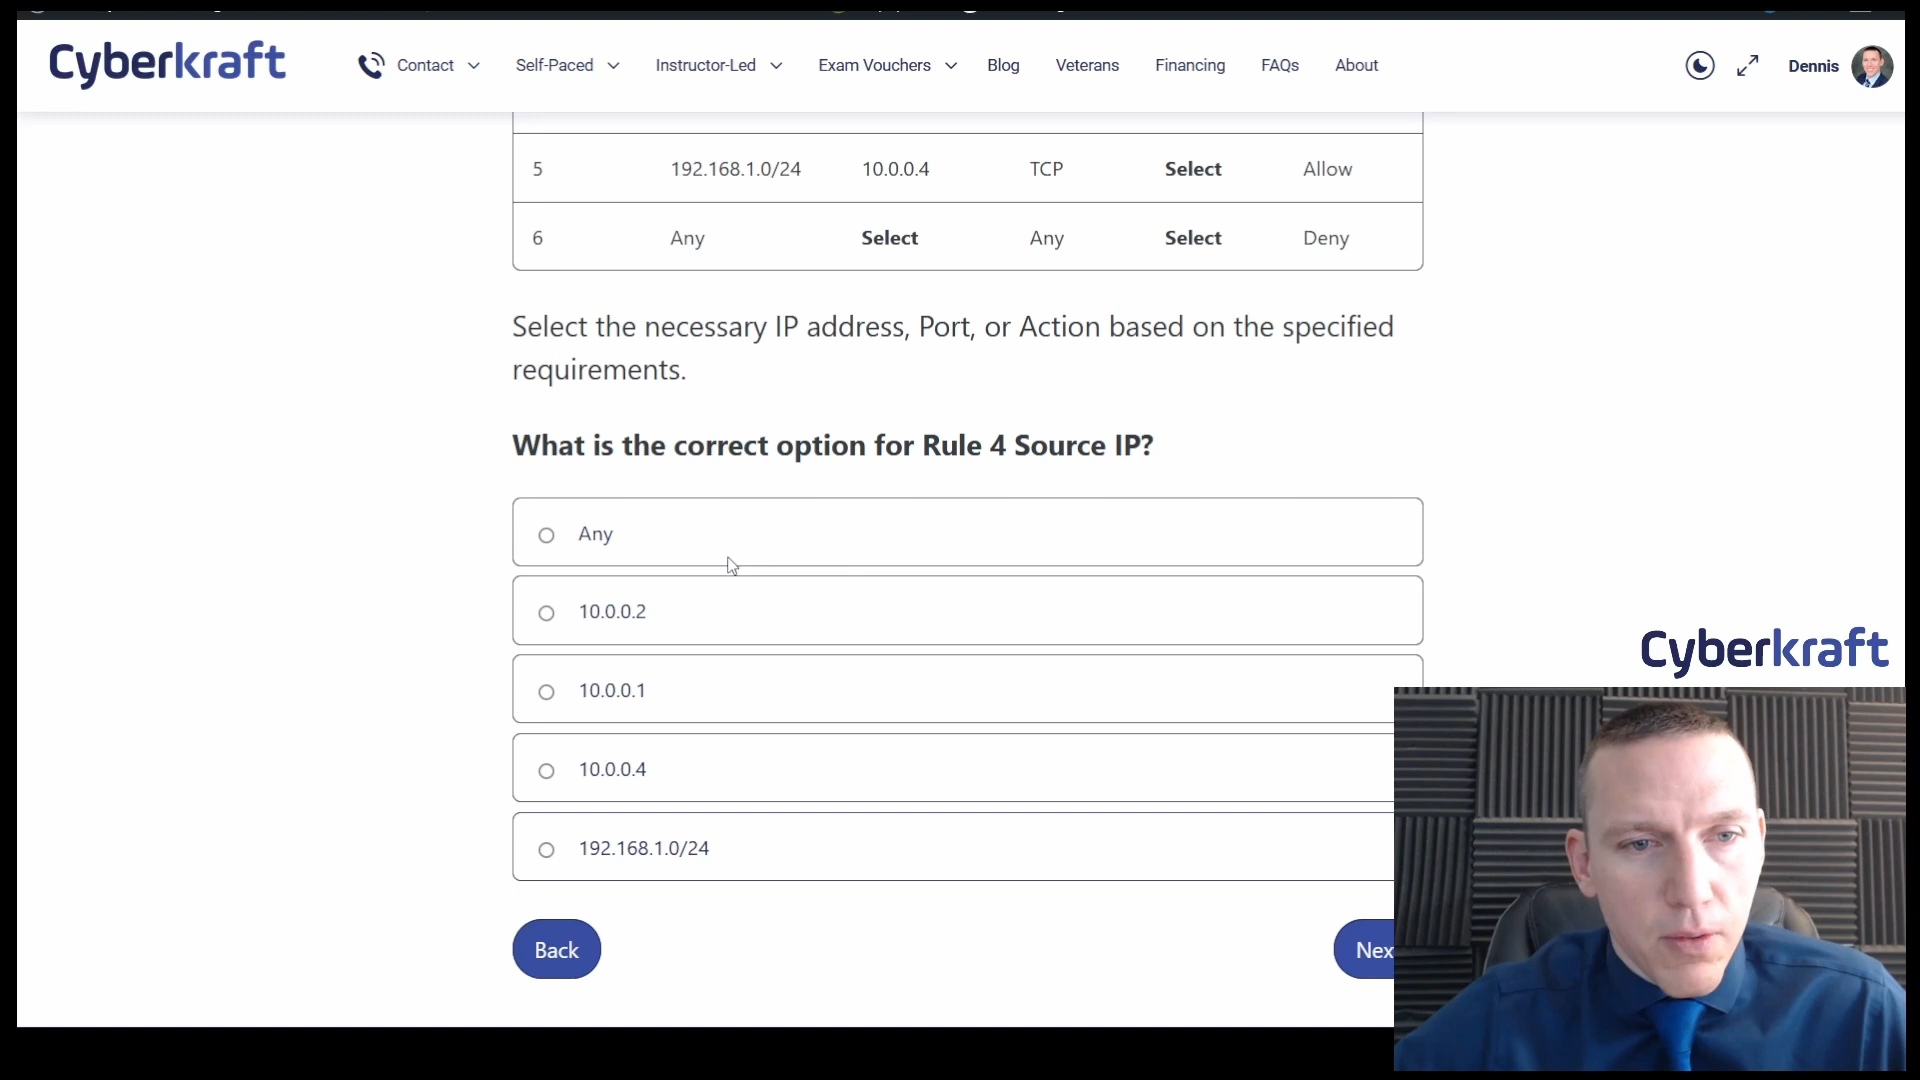 Cyberkraft
Contact
Self-Paced
Instructor-Led
Exam Vouchers
Blog
Veterans
Financing
FAQs
About
Dennis
5 192.168.1.0/24 10.0.0.4 TCP Select Allow
6 Any Select Any Select Deny
Select the necessary IP address, Port, or Action based on the specified
requirements.
What is the correct option for Rule 4 Source IP?
Any
10.0.0.2
10.0.0.1
10.0.0.4
192.168.1.0/24
Back
Nex
Cyberkraft